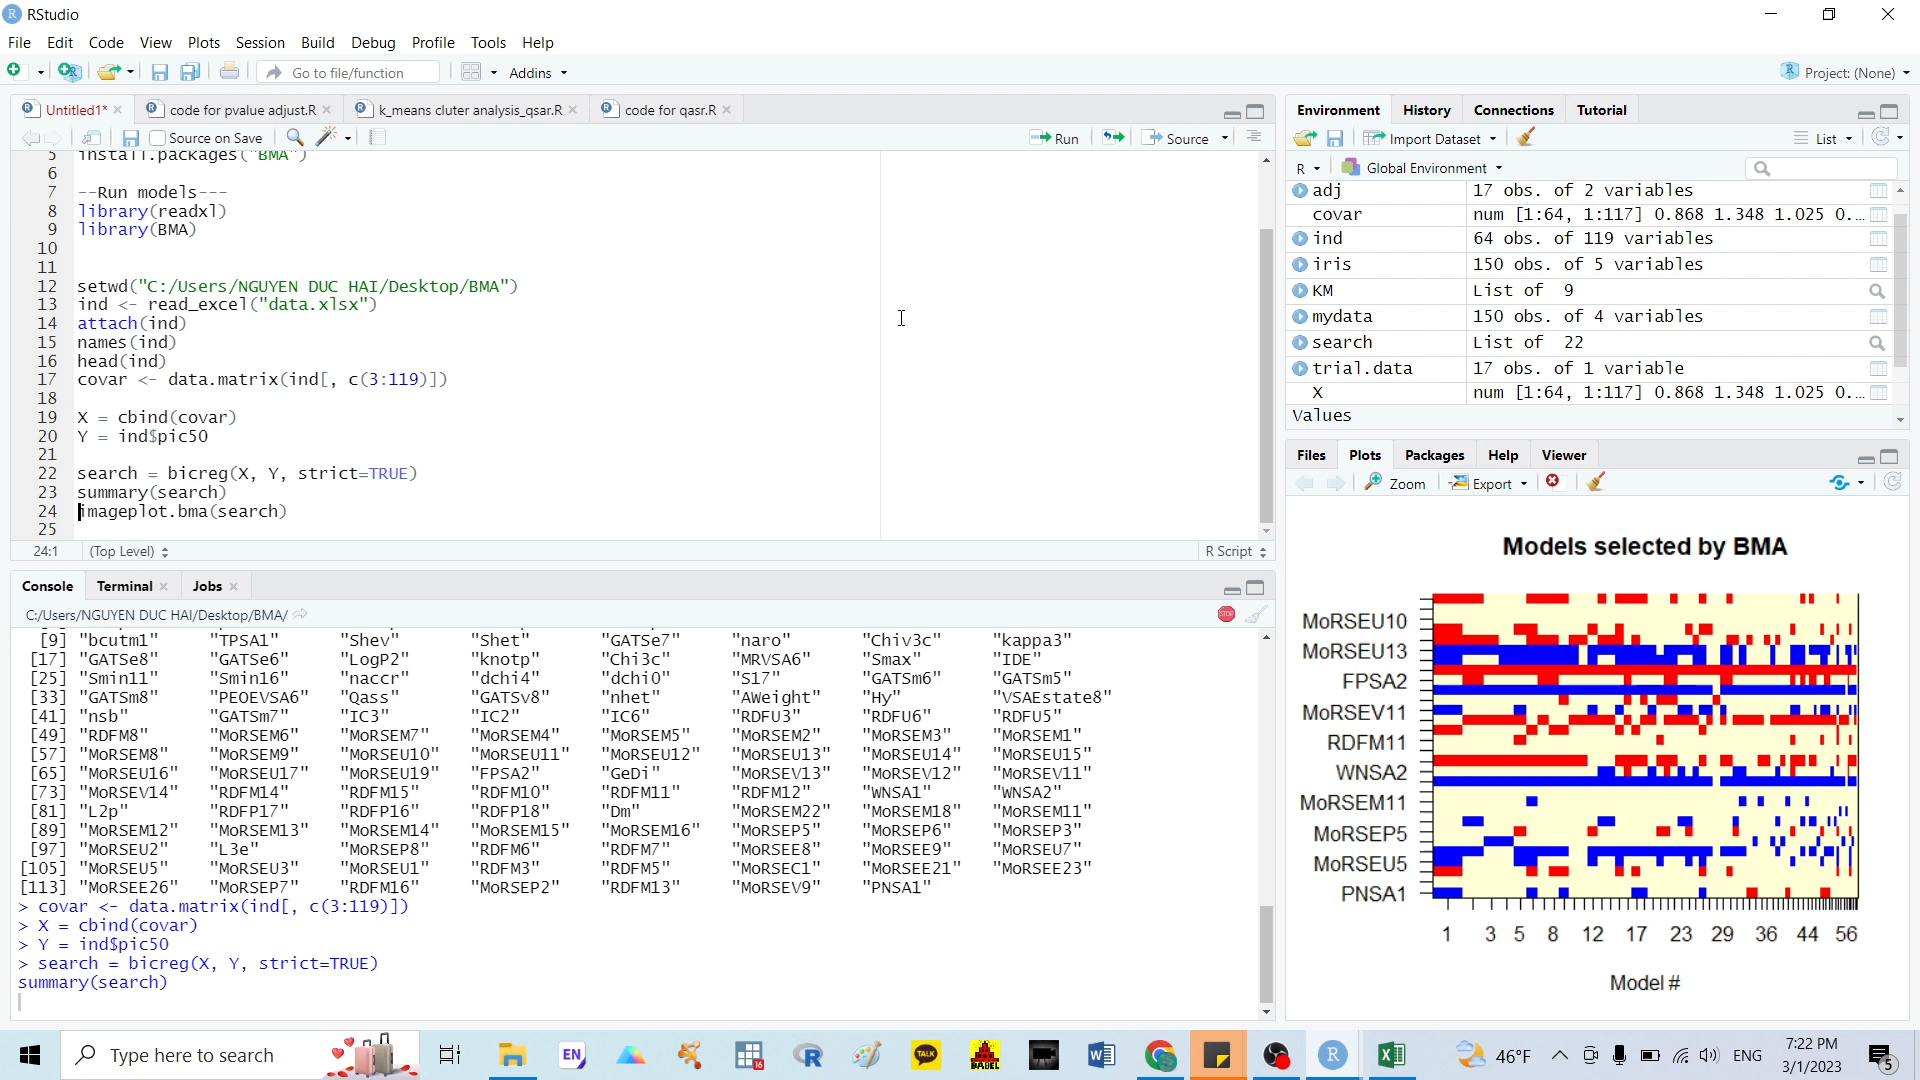 RStudio
File Edit Code View Plots Session Build Debug Profile Tools Help
Go to file/function Addins Project: (None)
Untitled1* code for pvalue adjust.R k_means cluter analysis_qsar.R code for qasr.R
Source on Save Run Source
5 install.packages("BMA")
6
7 --Run models---
8 library(readxl)
9 library(BMA)
10
11
12 setwd("C:/Users/NGUYEN DUC HAI/Desktop/BMA")
13 ind <- read_excel("data.xlsx")
14 attach(ind)
15 names(ind)
16 head(ind)
17 covar <- data.matrix(ind[, c(3:119)])
18
19 X = cbind(covar)
20 Y = ind$pic50
21
22 search = bicreg(X, Y, strict=TRUE)
23 summary(search)
24 imageplot.bma(search)
25
24:1 (Top Level) R Script
Console Terminal Jobs
C:/Users/NGUYEN DUC HAI/Desktop/BMA/
STOP
[9] "bcutm1" "TPSA1" "Shev" "Shet" "GATSe7" "naro" "Chiv3c" "kappa3"
[17] "GATSe8" "GATSe6" "LogP2" "knotp" "Chi3c" "MRVSA6" "Smax" "IDE"
[25] "Smin11" "Smin16" "naccr" "dchi4" "dchi0" "S17" "GATSm6" "GATSm5"
[33] "GATSm8" "PEOEVSA6" "Qass" "GATSv8" "nhet" "AWeight" "Hy" "VSAEstate8"
[41] "nsb" "GATSm7" "IC3" "IC2" "IC6" "RDFU3" "RDFU6" "RDFU5"
[49] "RDFM8" "MoRSEM6" "MoRSEM7" "MoRSEM4" "MoRSEM5" "MoRSEM2" "MoRSEM3" "MoRSEM1"
[57] "MoRSEM8" "MoRSEM9" "MoRSEU10" "MoRSEU11" "MoRSEU12" "MoRSEU13" "MoRSEU14" "MoRSEU15"
[65] "MoRSEU16" "MoRSEU17" "MoRSEU19" "FPSA2" "GeDi" "MoRSEV13" "MoRSEV12" "MoRSEV11"
[73] "MoRSEV14" "RDFM14" "RDFM15" "RDFM10" "RDFM11" "RDFM12" "WNSA1" "WNSA2"
[81] "L2p" "RDFP17" "RDFP16" "RDFP18" "Dm" "MoRSEM22" "MoRSEM18" "MoRSEM11"
[89] "MoRSEM12" "MoRSEM13" "MoRSEM14" "MoRSEM15" "MoRSEM16" "MoRSEP5" "MoRSEP6" "MoRSEP3"
[97] "MoRSEU2" "L3e" "MoRSEP8" "RDFM6" "RDFM7" "MoRSEE8" "MoRSEE9" "MoRSEU7"
[105] "MoRSEU5" "MoRSEU3" "MoRSEU1" "RDFM3" "RDFM5" "MoRSEC1" "MoRSEE21" "MoRSEE23"
[113] "MoRSEE26" "MoRSEP7" "RDFM16" "MoRSEP2" "RDFM13" "MoRSEV9" "PNSA1"
> covar <- data.matrix(ind[, c(3:119)])
> X = cbind(covar)
> Y = ind$pic50
> search = bicreg(X, Y, strict=TRUE)
summary(search)
Environment History Connections Tutorial
Import Dataset List
R Global Environment
adj 17 obs. of 2 variables
covar num [1:64, 1:117] 0.868 1.348 1.025 0...
ind 64 obs. of 119 variables
iris 150 obs. of 5 variables
KM List of 9
mydata 150 obs. of 4 variables
search List of 22
trial.data 17 obs. of 1 variable
X num [1:64, 1:117] 0.868 1.348 1.025 0...
Values
Files Plots Packages Help Viewer
Zoom Export
Models selected by BMA
MoRSEU10
MoRSEU13
FPSA2
MoRSEV11
RDFM11
WNSA2
MoRSEM11
MoRSEP5
MoRSEU5
PNSA1
1 3 5 8 12 17 23 29 36 44 56
Model #
Type here to search EN 16 R TALK BABEL 46°F ENG 7:22 PM
3/1/2023 5